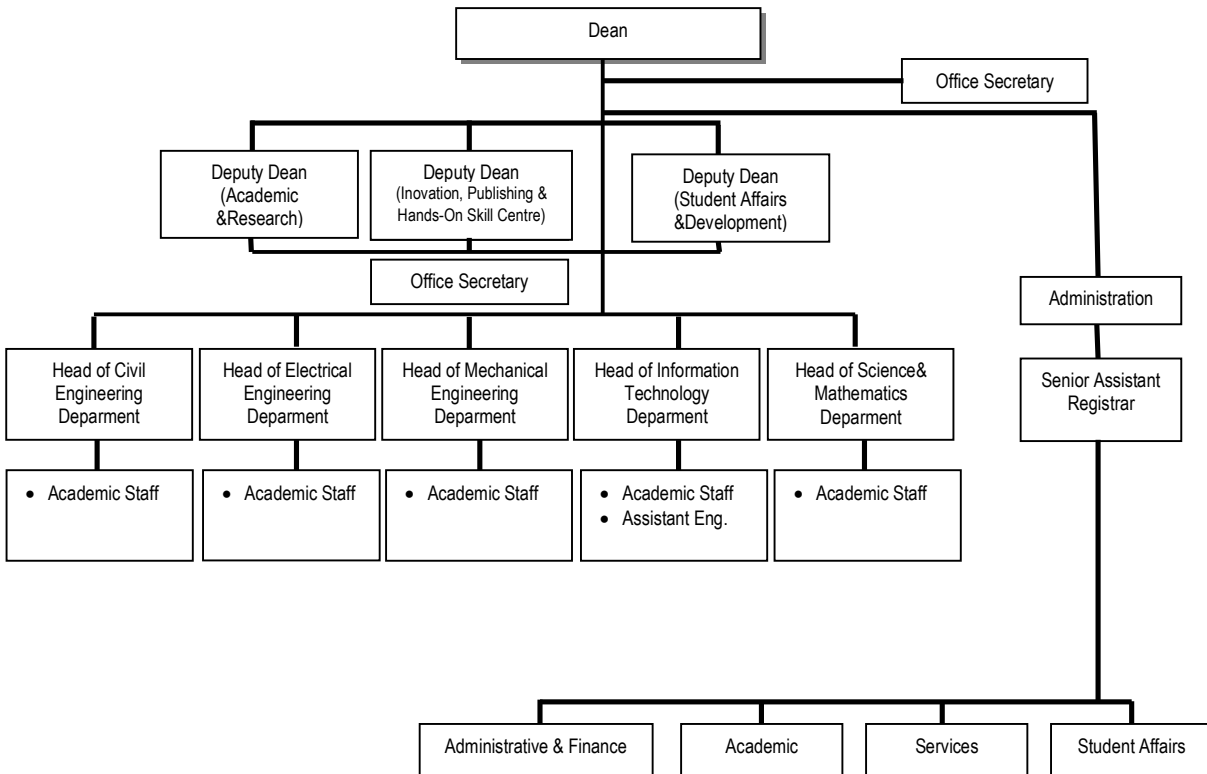 Dean
Office Secretary
Deputy Dean
(Academic
&Research)
Deputy Dean
(Inovation, Publishing &
Hands-On Skill Centre)
Deputy Dean
(Student Affairs
&Development)
Office Secretary
Administration
Head of Civil
Engineering
Deparment
Head of Electrical
Engineering
Deparment
Head of Mechanical
Engineering
Deparment
Head of Information
Technology
Deparment
Head of Science&
Mathematics
Deparment
Senior Assistant
Registrar
• Academic Staff
• Academic Staff
• Academic Staff
• Academic Staff
• Assistant Eng.
• Academic Staff
Administrative & Finance
Academic
Services
Student Affairs